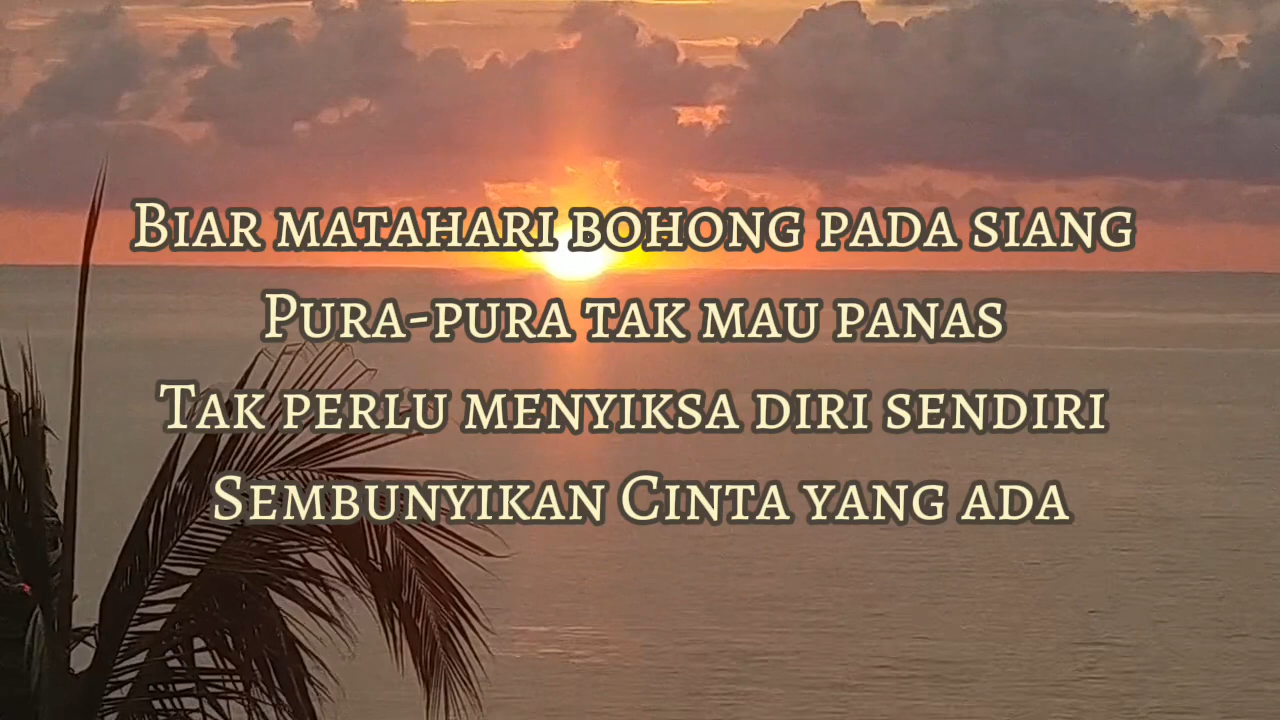 Biar matahari bohong pada siang
Pura-pura tak mau panas
Tak perlu menyiksa diri sendiri
Sembunyikan Cinta yang ada